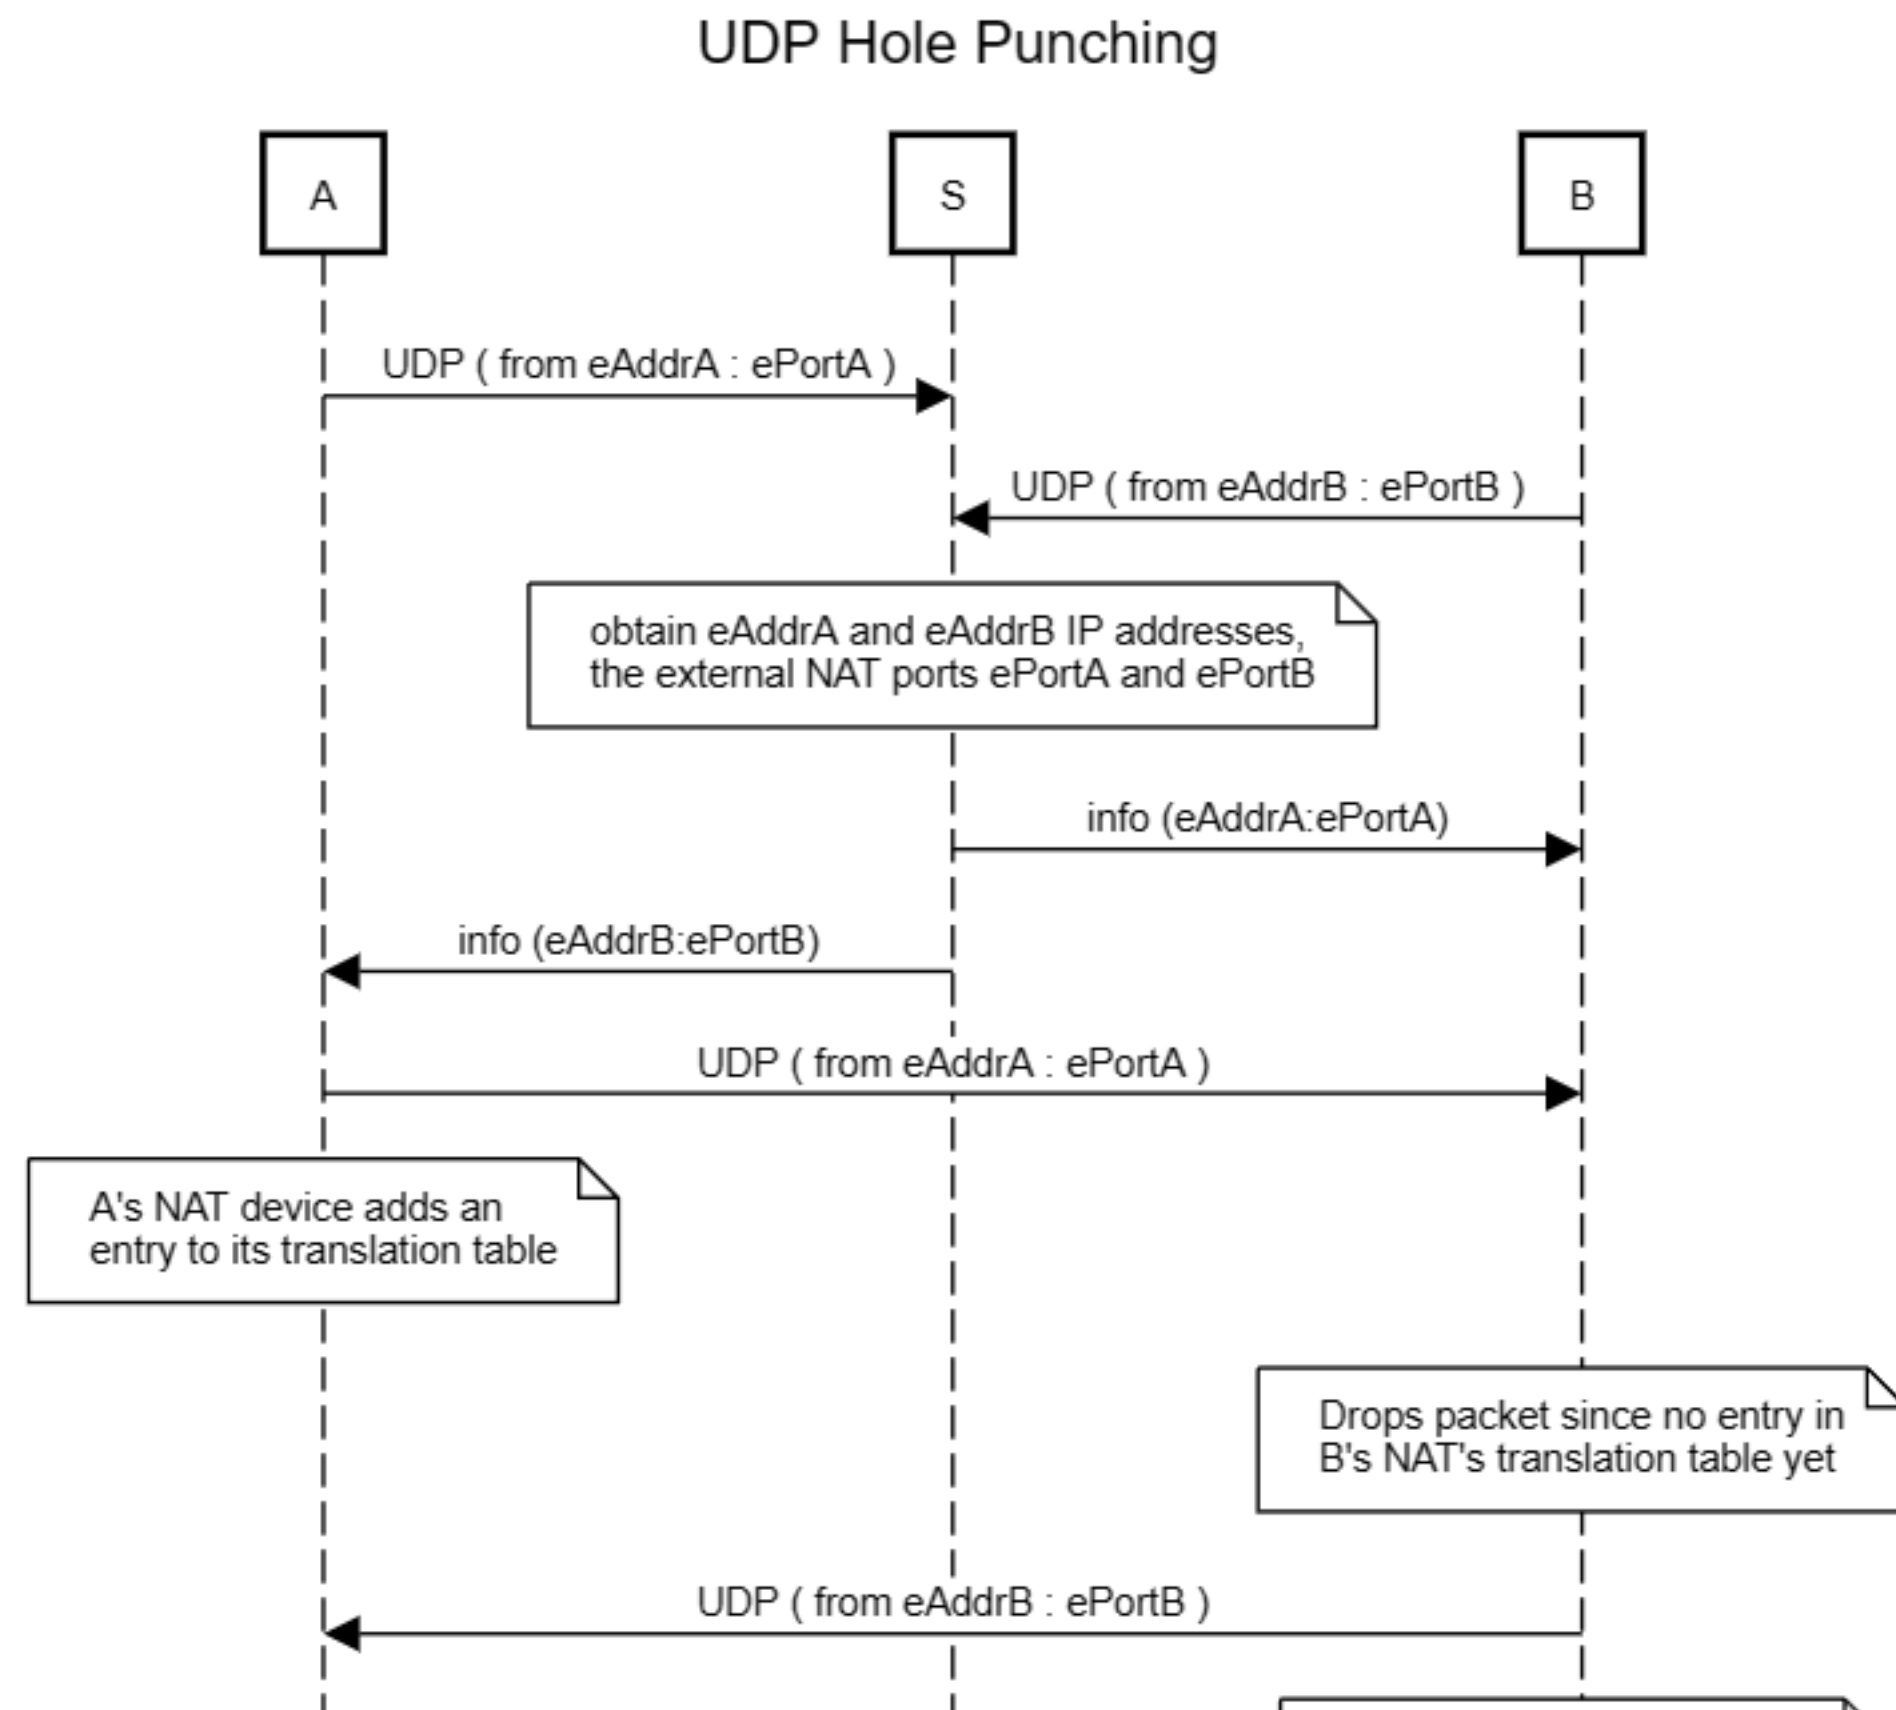 UDP Hole Punching
A
S
B
UDP ( from eAddrA : ePortA )
UDP ( from eAddrB : ePortB )
obtain eAddrA and eAddrB IP addresses,
the external NAT ports ePortA and ePortB
info (eAddrA:ePortA)
info (eAddrB:ePortB)
UDP ( from eAddrA : ePortA )
A's NAT device adds an
entry to its translation table
Drops packet since no entry in
B's NAT's translation table yet
UDP ( from eAddrB : ePortB )